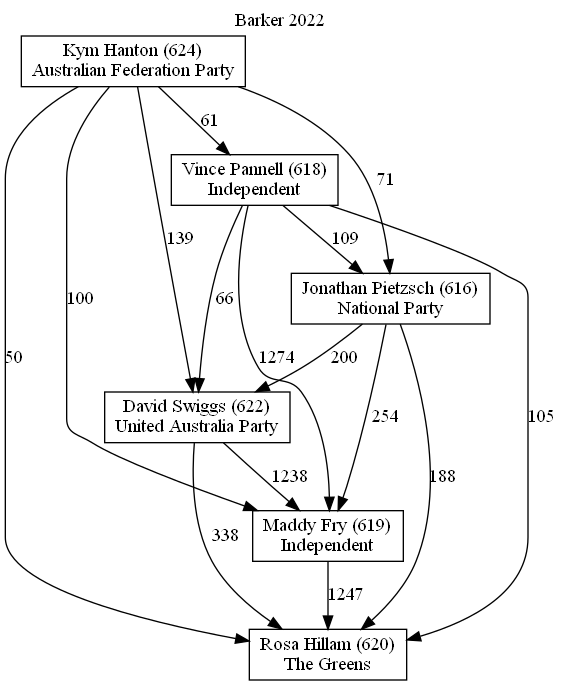 Barker 2022
Kym Hanton (624)
Australian Federation Party
61
Vince Pannell (618)
Independent
71
139
109
100
66
Jonathan Pietzsch (616)
National Party
50
1274
200
105
David Swiggs (622)
United Australia Party
254
1238
188
338
Maddy Fry (619)
Independent
1247
Rosa Hillam (620)
The Greens